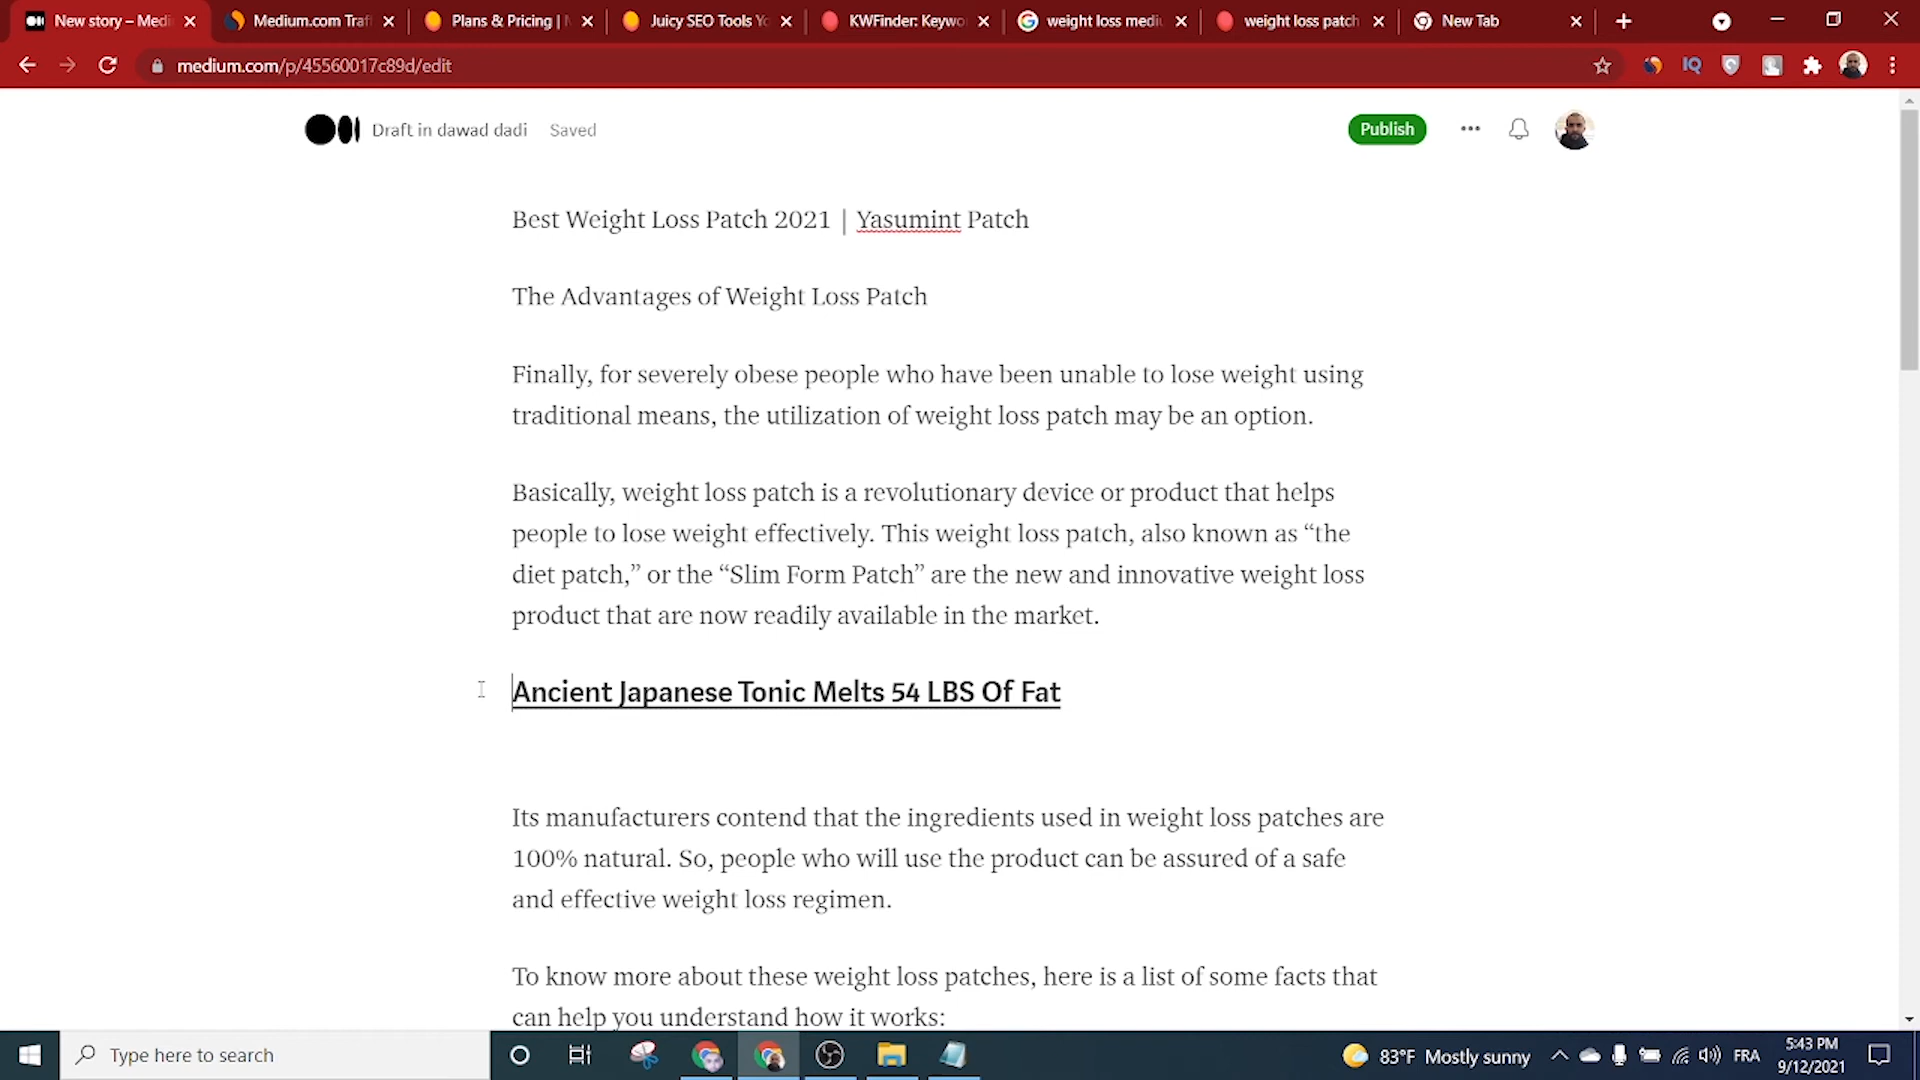 New story – Medi
Medium.com Traf
Plans & Pricing |
Juicy SEO Tools Yo
KWFinder: Keywo
weight loss medi
weight loss patch
New Tab
medium.com/p/45560017c89d/edit
IQ
Draft in dawad dadi
Saved
Publish
Best Weight Loss Patch 2021 | Yasumint Patch
The Advantages of Weight Loss Patch
Finally, for severely obese people who have been unable to lose weight using
traditional means, the utilization of weight loss patch may be an option.
Basically, weight loss patch is a revolutionary device or product that helps
people to lose weight effectively. This weight loss patch, also known as “the
diet patch,” or the “Slim Form Patch” are the new and innovative weight loss
product that are now readily available in the market.
Ancient Japanese Tonic Melts 54 LBS Of Fat
Its manufacturers contend that the ingredients used in weight loss patches are
100% natural. So, people who will use the product can be assured of a safe
and effective weight loss regimen.
To know more about these weight loss patches, here is a list of some facts that
can help you understand how it works:
Type here to search
83°F Mostly sunny
FRA
5:43 PM
9/12/2021